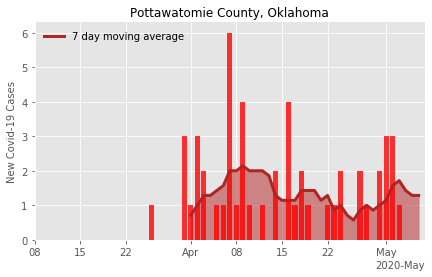 Pottawatomie County, Oklahoma
7 day moving average
New Covid-19 Cases
6
5
4
3
2
1
0
08 15 22 Apr 08 15 22 May
2020-May